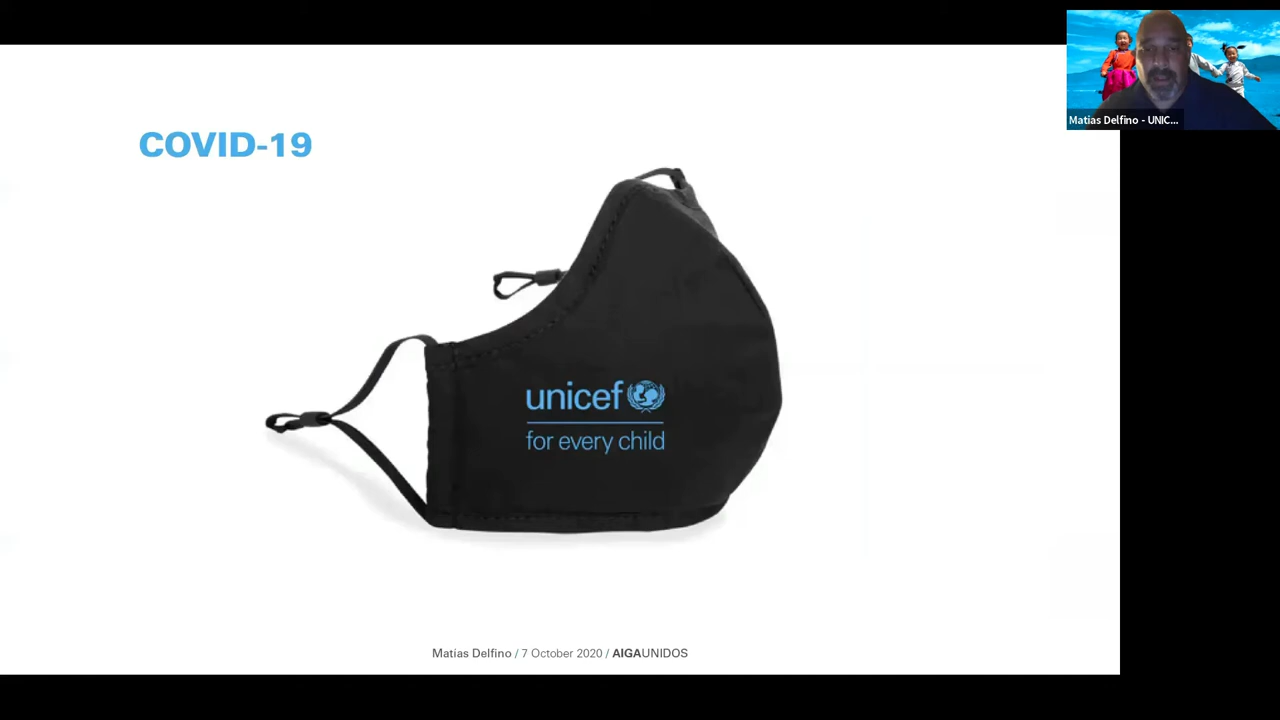 COVID-19
unicef
for every child
Matias Delfino / 7 October 2020 / AIGAUNIDOS
Matias Delfino - UNIC...